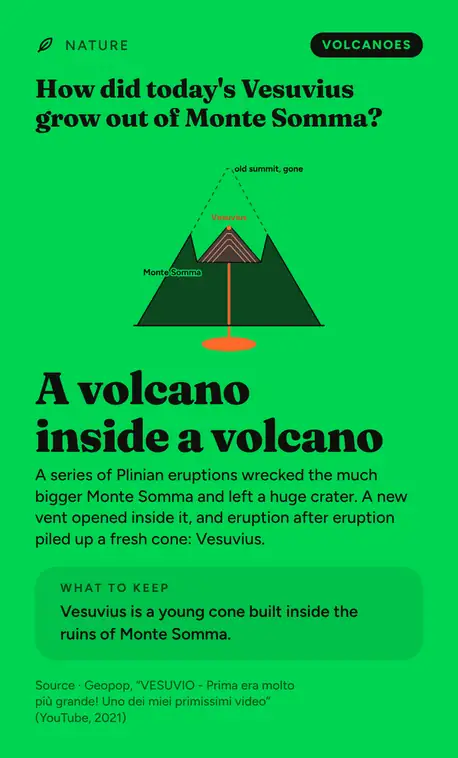 NATURE
VOLCANOES
How did today's Vesuvius
grow out of Monte Somma?
old summit, gone
Vesuvius
Monte Somma
A volcano
inside a volcano
A series of Plinian eruptions wrecked the much
bigger Monte Somma and left a huge crater. A new
vent opened inside it, and eruption after eruption
piled up a fresh cone: Vesuvius.
WHAT TO KEEP
Vesuvius is a young cone built inside the
ruins of Monte Somma.
Source · Geopop, “VESUVIO - Prima era molto
più grande! Uno dei miei primissimi video”
(YouTube, 2021)